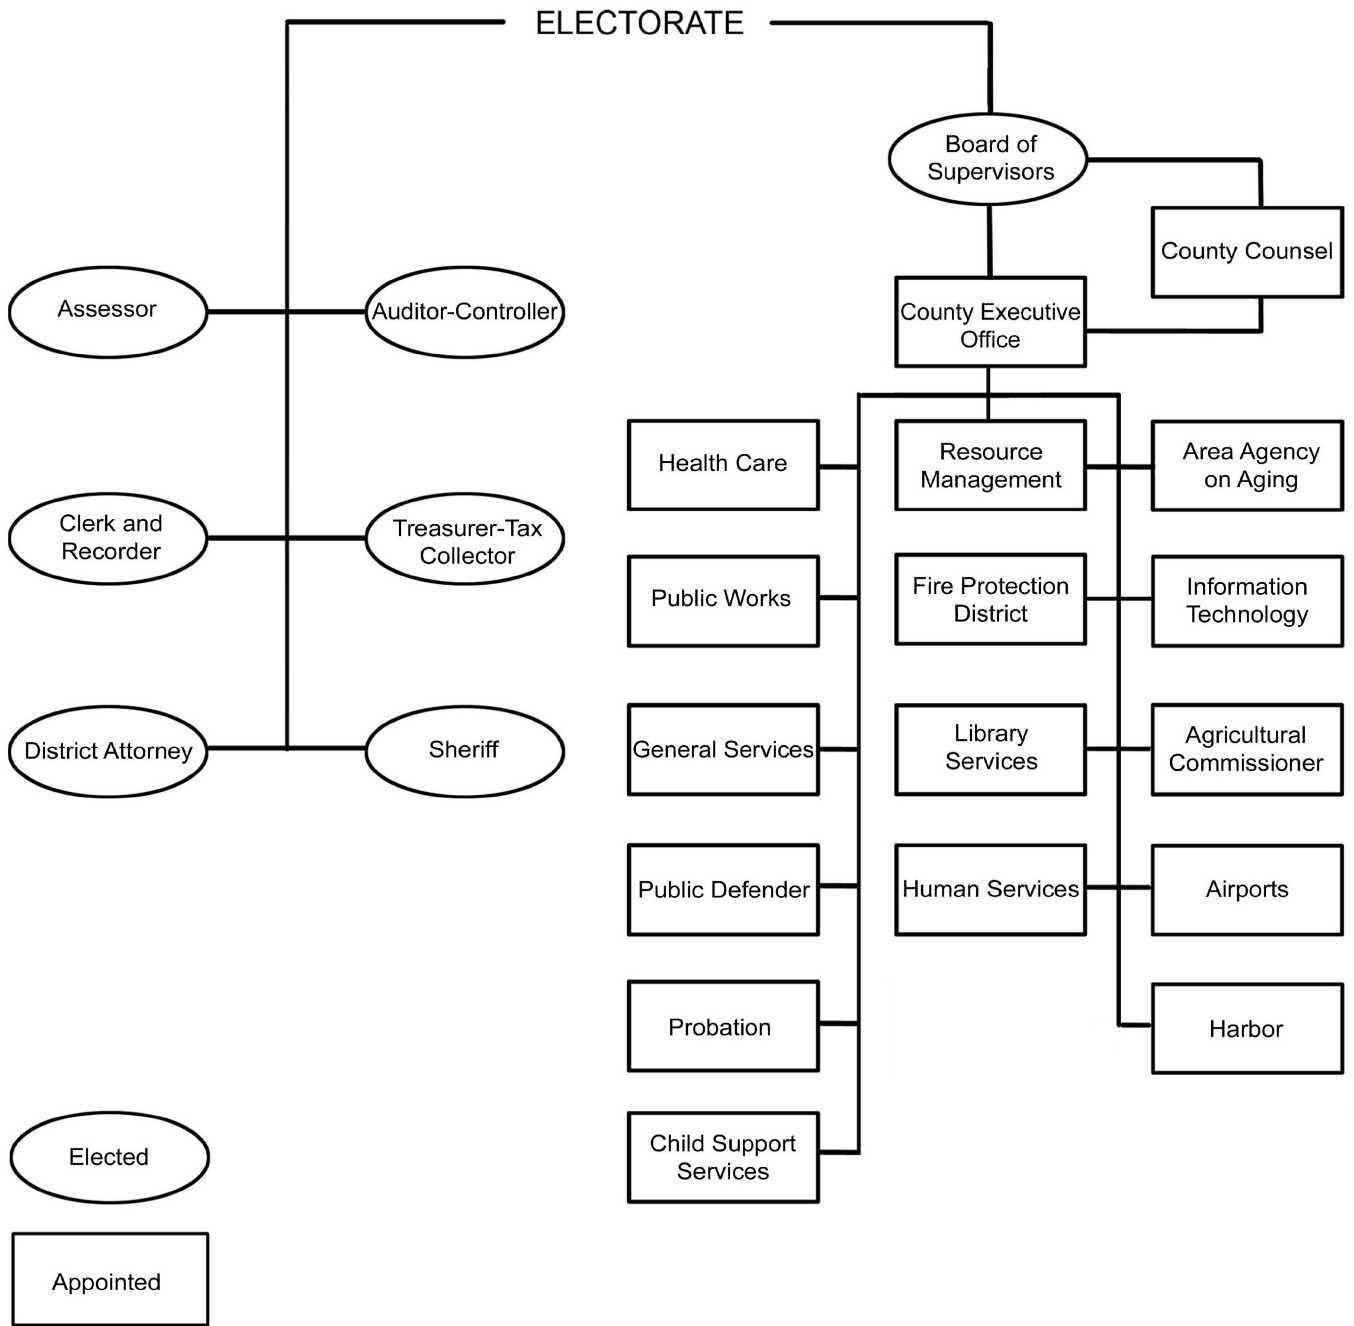 ELECTORATE
Board of
Supervisors
County Counsel
County Executive
Office
Assessor
Auditor-Controller
Clerk and
Recorder
Treasurer-Tax
Collector
District Attorney
Sheriff
Health Care
Resource
Management
Area Agency
on Aging
Public Works
Fire Protection
District
Information
Technology
General Services
Library
Services
Agricultural
Commissioner
Public Defender
Human Services
Airports
Probation
Harbor
Child Support
Services
Elected
Appointed